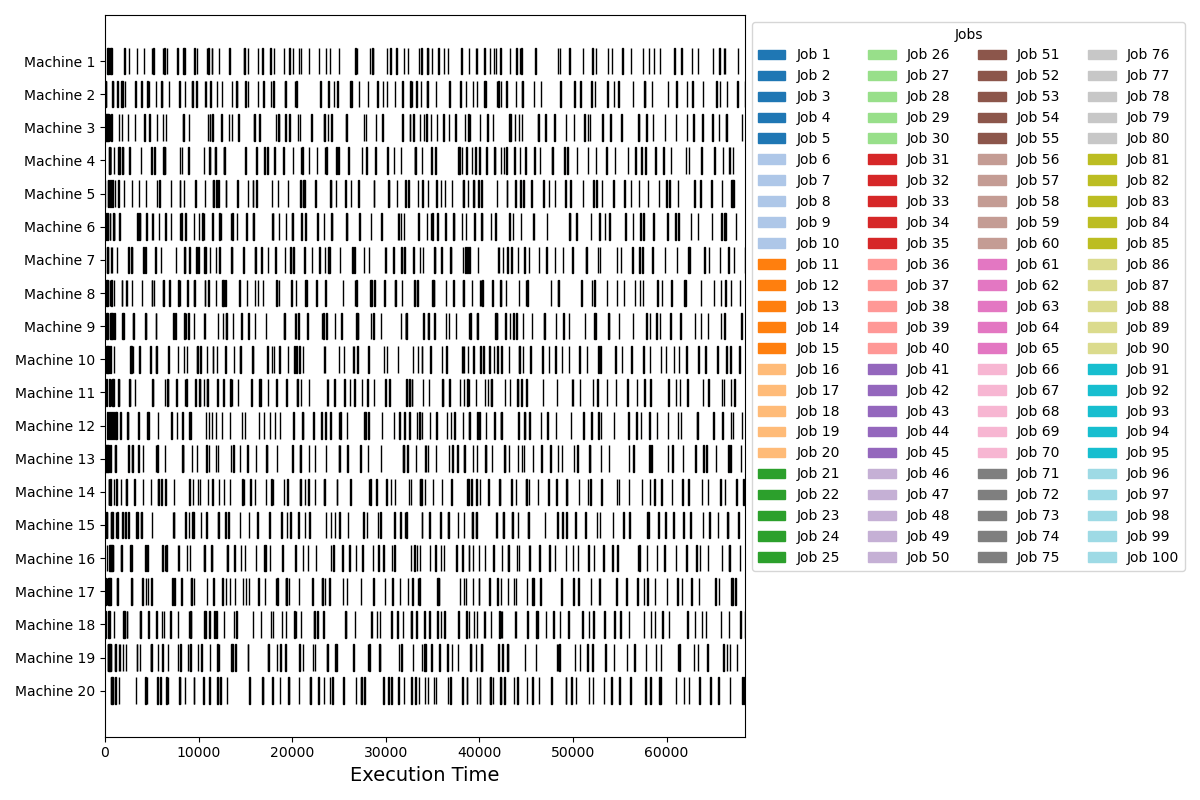 Machine 1
Machine 2
Machine 3
Machine 4
Machine 5
Machine 6
Machine 7
Machine 8
Machine 9
Machine 10
Machine 11
Machine 12
Machine 13
Machine 14
Machine 15
Machine 16
Machine 17
Machine 18
Machine 19
Machine 20
0 10000 20000 30000 40000 50000 60000
Execution Time
Jobs
Job 1 Job 26 Job 51 Job 76
Job 2 Job 27 Job 52 Job 77
Job 3 Job 28 Job 53 Job 78
Job 4 Job 29 Job 54 Job 79
Job 5 Job 30 Job 55 Job 80
Job 6 Job 31 Job 56 Job 81
Job 7 Job 32 Job 57 Job 82
Job 8 Job 33 Job 58 Job 83
Job 9 Job 34 Job 59 Job 84
Job 10 Job 35 Job 60 Job 85
Job 11 Job 36 Job 61 Job 86
Job 12 Job 37 Job 62 Job 87
Job 13 Job 38 Job 63 Job 88
Job 14 Job 39 Job 64 Job 89
Job 15 Job 40 Job 65 Job 90
Job 16 Job 41 Job 66 Job 91
Job 17 Job 42 Job 67 Job 92
Job 18 Job 43 Job 68 Job 93
Job 19 Job 44 Job 69 Job 94
Job 20 Job 45 Job 70 Job 95
Job 21 Job 46 Job 71 Job 96
Job 22 Job 47 Job 72 Job 97
Job 23 Job 48 Job 73 Job 98
Job 24 Job 49 Job 74 Job 99
Job 25 Job 50 Job 75 Job 100